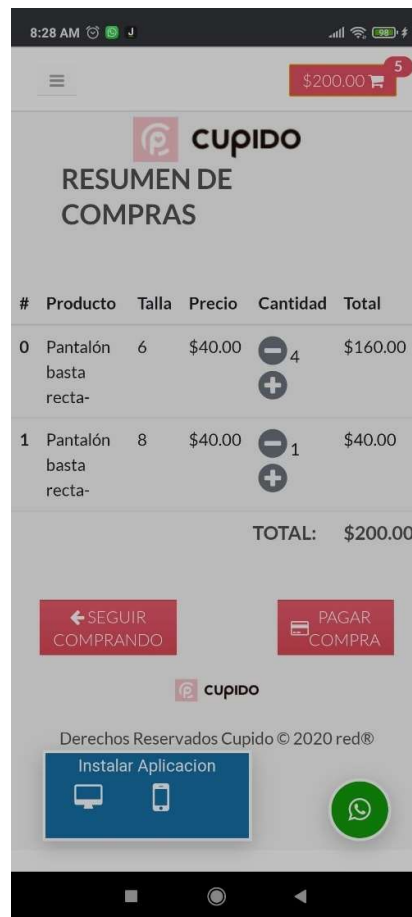 8:28 AM J 98
$200.00 5
CUPIDO
RESUMEN DE
COMPRAS
# Producto Talla Precio Cantidad Total
0 Pantalón 6 $40.00 4 $160.00
basta
recta-
1 Pantalón 8 $40.00 1 $40.00
basta
recta-
TOTAL: $200.00
SEGUIR
COMPRANDO
PAGAR
COMPRA
CUPIDO
Derechos Reservados Cupido © 2020 red®
Instalar Aplicacion